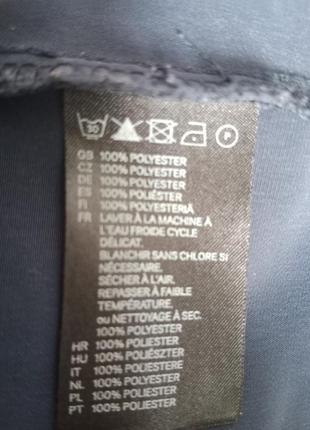 30 P
GB 100% POLYESTER
CZ 100% POLYESTER
DE 100% POLYESTER
ES 100% POLIÉSTER
FI 100% POLYESTERIÄ
FR LAVER À LA MACHINE À
L'EAU FROIDE CYCLE
DÉLICAT.
BLANCHIR SANS CHLORE SI
NÉCESSAIRE.
SÉCHER À L'AIR.
REPASSER À FAIBLE
TEMPÉRATURE.
ou NETTOYAGE À SEC.
100% POLYESTER
HR 100% POLIESTER
HU 100% POLIÉSZTER
IT 100% POLIESTERE
NL 100% POLYESTER
PL 100% POLIESTER
PT 100% POLIÉSTER